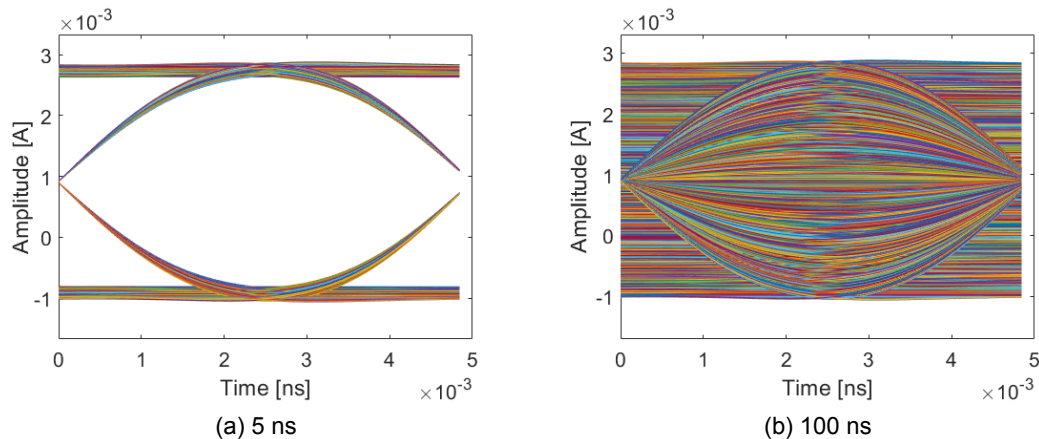 ×10⁻³ ×10⁻³
3 3
2 2
1 1
0 0
-1 -1
Amplitude [A] Amplitude [A]
0 1 2 3 4 5 0 1 2 3 4 5
Time [ns] ×10⁻³ Time [ns] ×10⁻³
(a) 5 ns (b) 100 ns